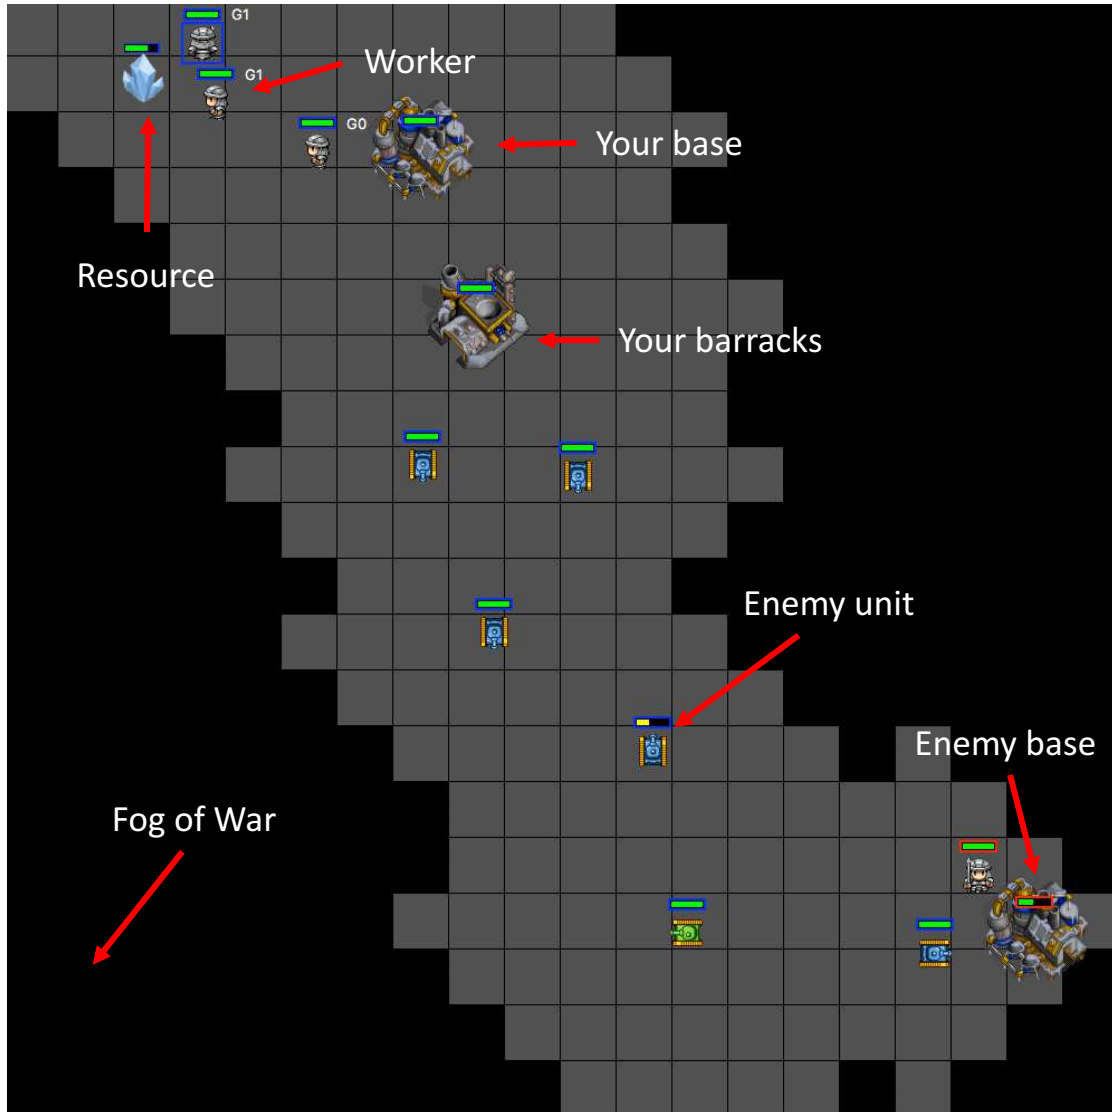 G1
Worker
G1
G0
Your base
Resource
Your barracks
Enemy unit
Enemy base
Fog of War